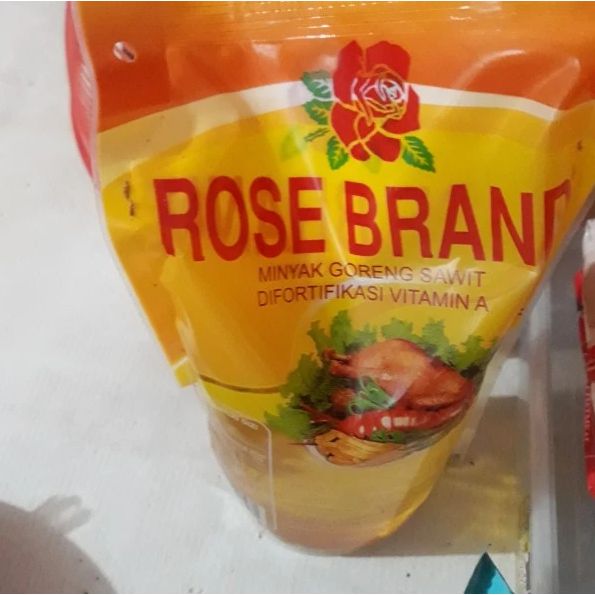 ROSE BRAND
MINYAK GORENG SAWIT
DIFORTIFIKASI VITAMIN A